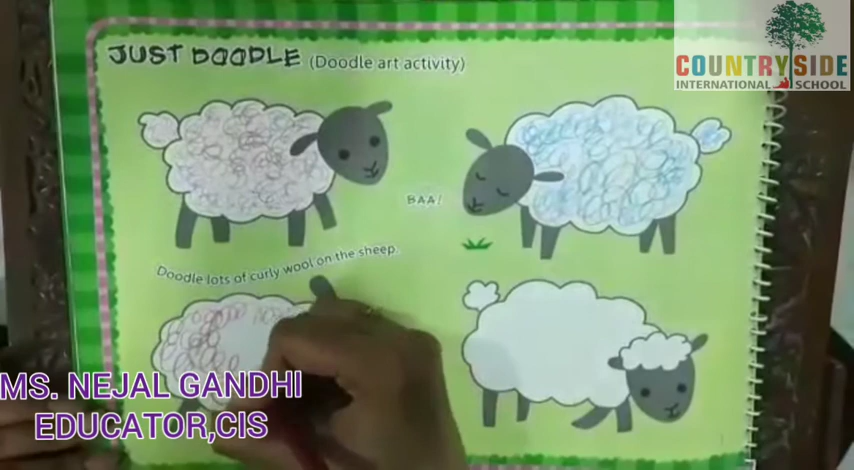 JUST DOODLE (Doodle art activity)
COUNTRYSIDE
INTERNATIONAL SCHOOL
BAA!
Doodle lots of curly wool on the sheep.
MS. NEJAL GANDHI
EDUCATOR,CIS